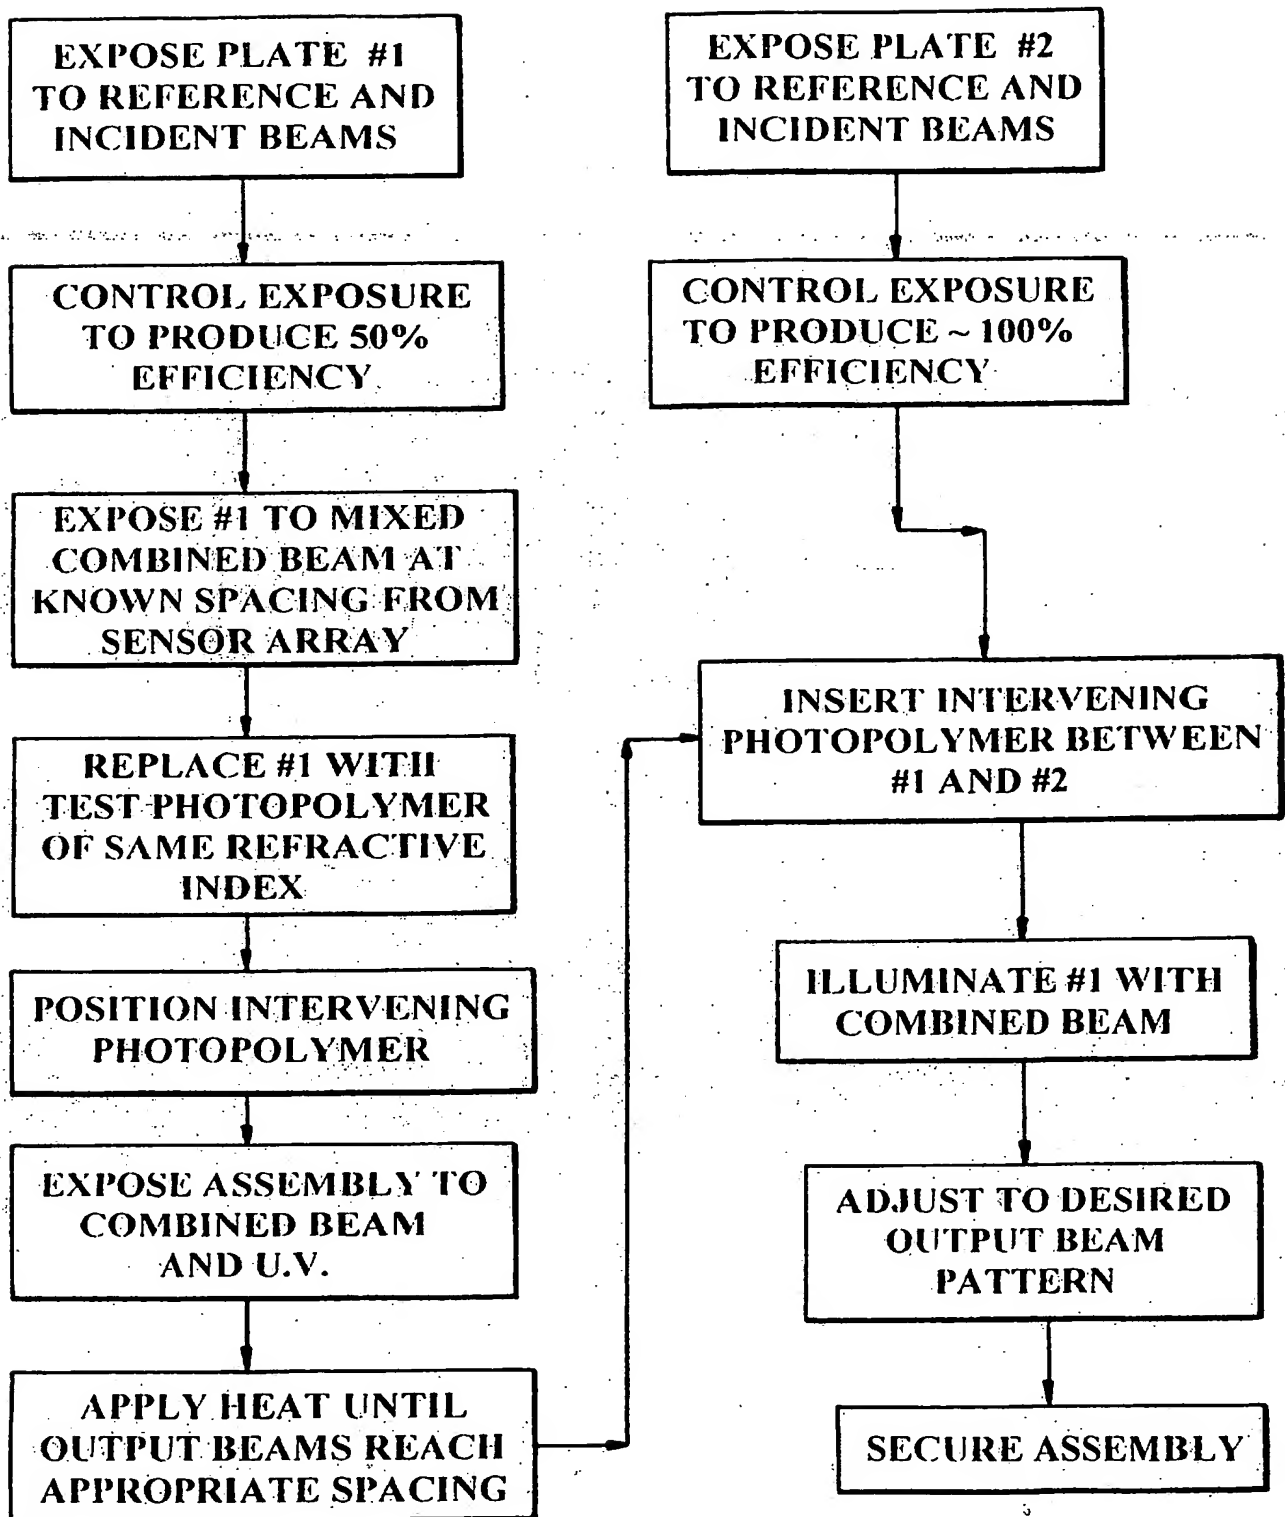 EXPOSE PLATE #1
TO REFERENCE AND
INCIDENT BEAMS
CONTROL EXPOSURE
TO PRODUCE 50%
EFFICIENCY
EXPOSE #1 TO MIXED
COMBINED BEAM AT
KNOWN SPACING FROM
SENSOR ARRAY
REPLACE #1 WITH
TEST PHOTOPOLYMER
OF SAME REFRACTIVE
INDEX
POSITION INTERVENING
PHOTOPOLYMER
EXPOSE ASSEMBLY TO
COMBINED BEAM
AND U.V.
APPLY HEAT UNTIL
OUTPUT BEAMS REACH
APPROPRIATE SPACING
EXPOSE PLATE #2
TO REFERENCE AND
INCIDENT BEAMS
CONTROL EXPOSURE
TO PRODUCE ~ 100%
EFFICIENCY
INSERT INTERVENING
PHOTOPOLYMER BETWEEN
#1 AND #2
ILLUMINATE #1 WITH
COMBINED BEAM
ADJUST TO DESIRED
OUTPUT BEAM
PATTERN
SECURE ASSEMBLY